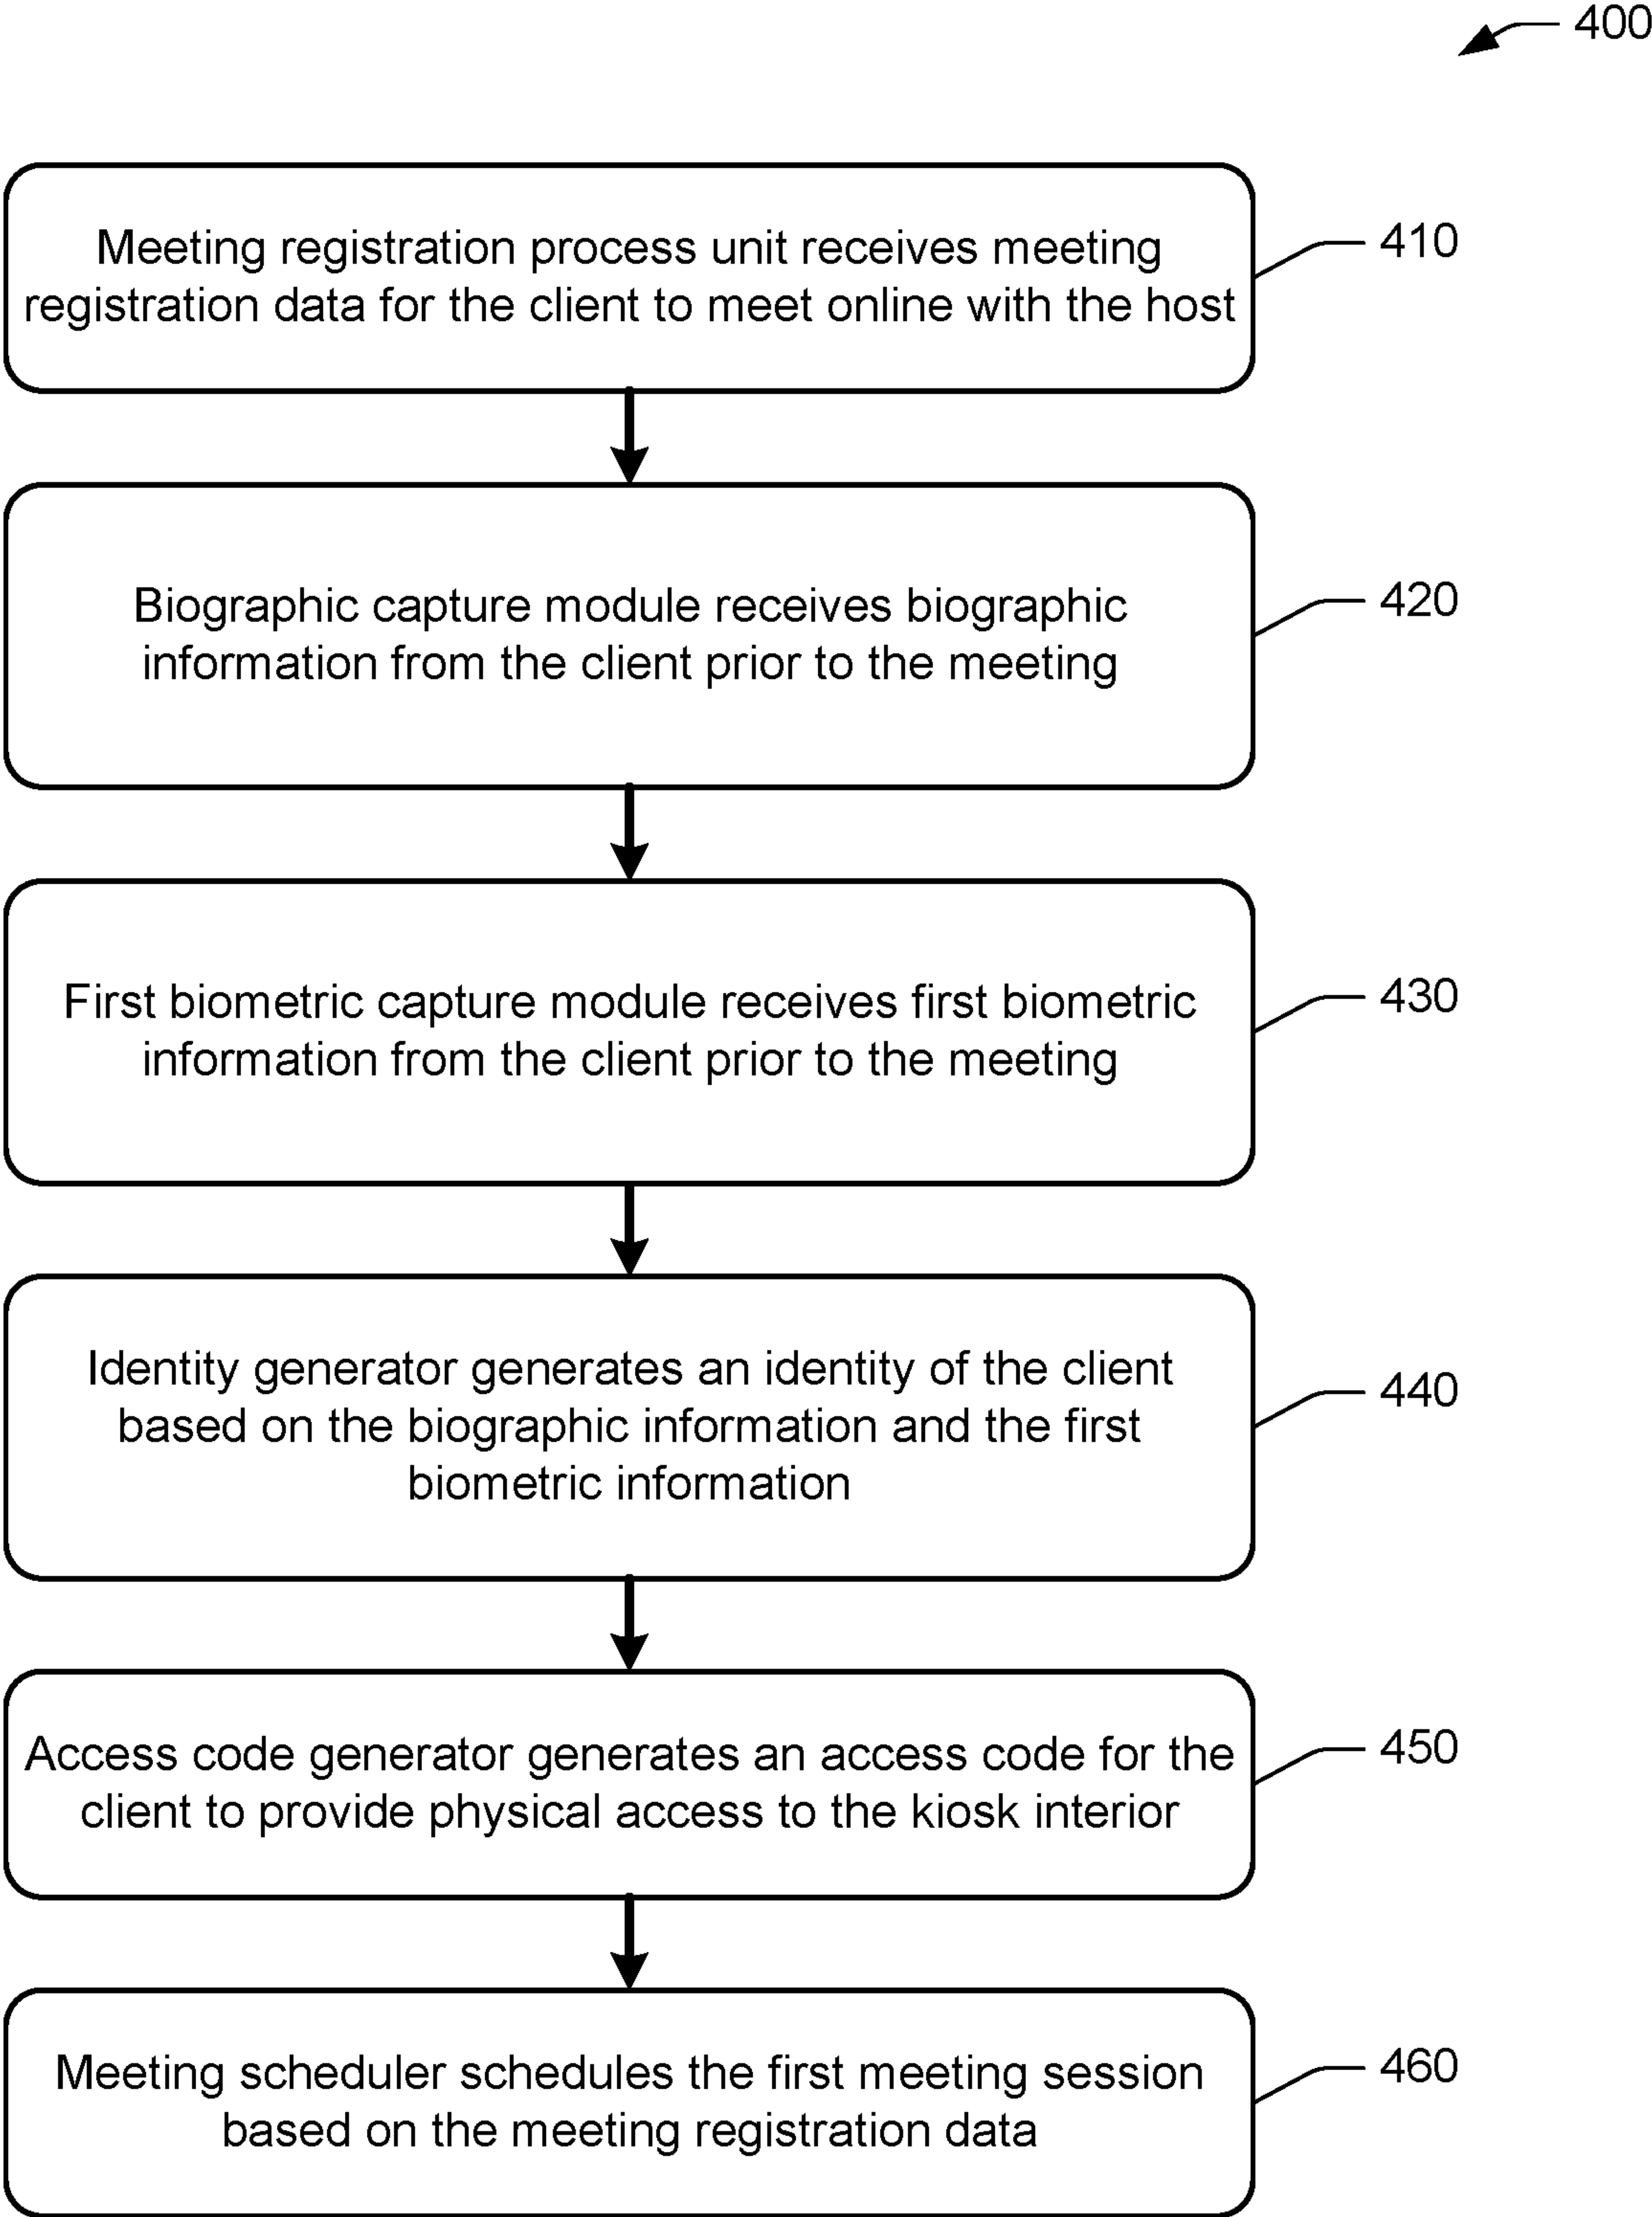 400
Meeting registration process unit receives meeting
registration data for the client to meet online with the host
410
Biographic capture module receives biographic
information from the client prior to the meeting
420
First biometric capture module receives first biometric
information from the client prior to the meeting
430
Identity generator generates an identity of the client
based on the biographic information and the first
biometric information
440
Access code generator generates an access code for the
client to provide physical access to the kiosk interior
450
Meeting scheduler schedules the first meeting session
based on the meeting registration data
460